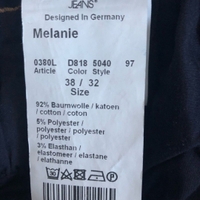 JEANS®
Designed in Germany
Melanie
0380L D818 5040 97
Article Color Style
38 / 32
Size
92% Baumwolle / katoen
/ cotton / coton
5% Polyester /
polyester / polyester
/ polyester
3% Elasthan /
elastomeer / elastane
/ elasthanne